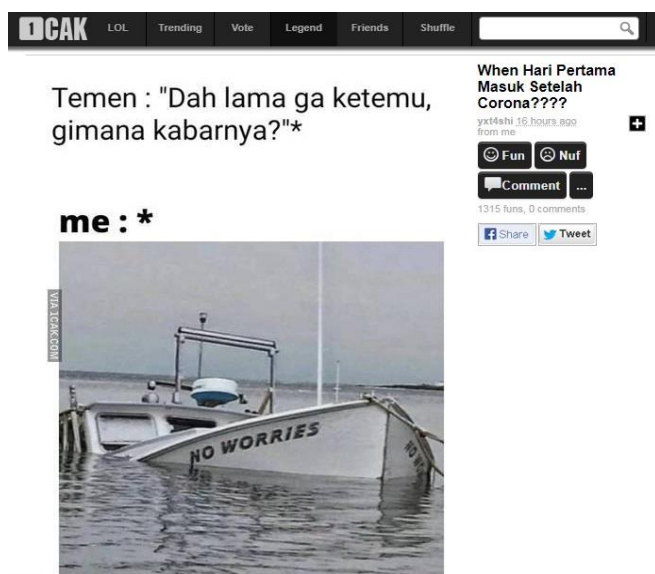 1CAK LOL Trending Vote Legend Friends Shuffle
Temen : "Dah lama ga ketemu,
gimana kabarnya?"*
me : *
VIA 1CAK.COM
NO WORRIES
When Hari Pertama
Masuk Setelah
Corona????
yxt4shi 16 hours ago
from me
Fun Nuf
Comment ...
1315 funs, 0 comments
Share Tweet